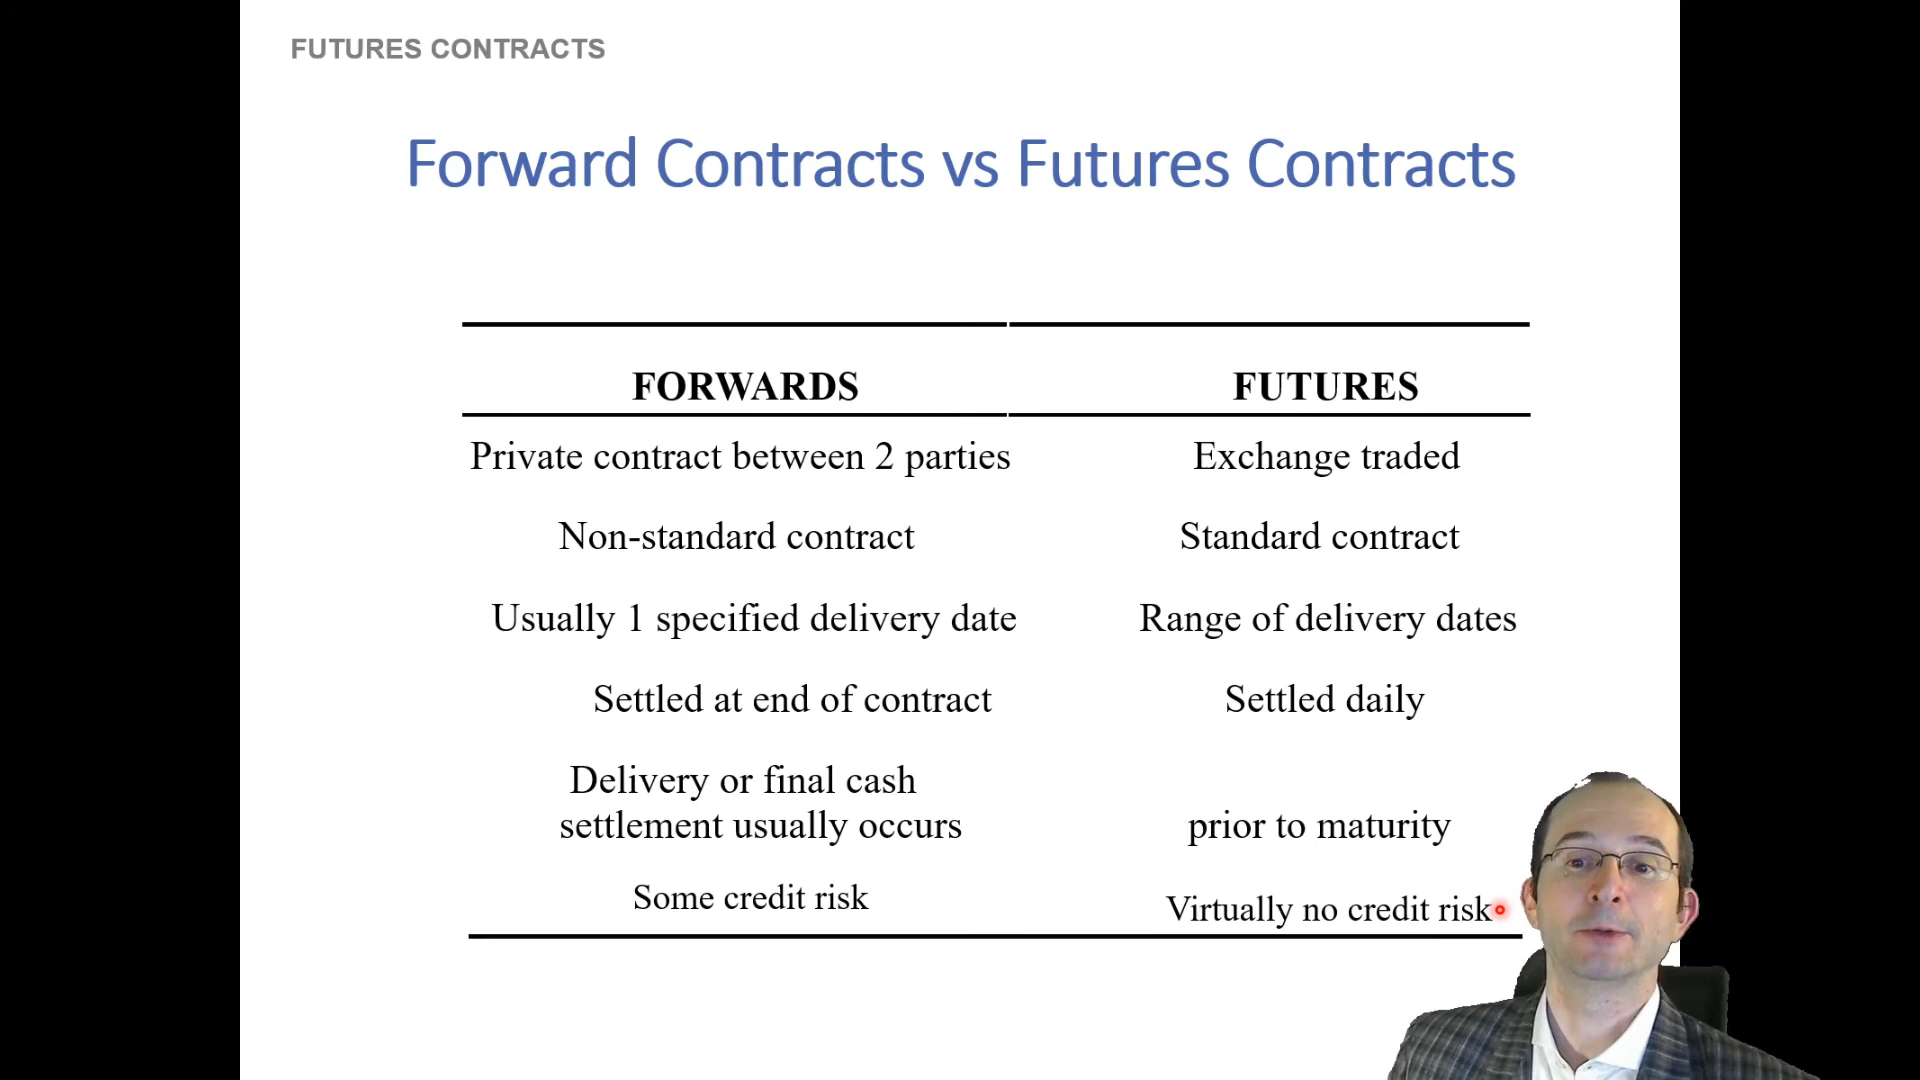 FUTURES CONTRACTS
Forward Contracts vs Futures Contracts
FORWARDS FUTURES
Private contract between 2 parties Exchange traded
Non-standard contract Standard contract
Usually 1 specified delivery date Range of delivery dates
Settled at end of contract Settled daily
Delivery or final cash
settlement usually occurs prior to maturity
Some credit risk Virtually no credit risk